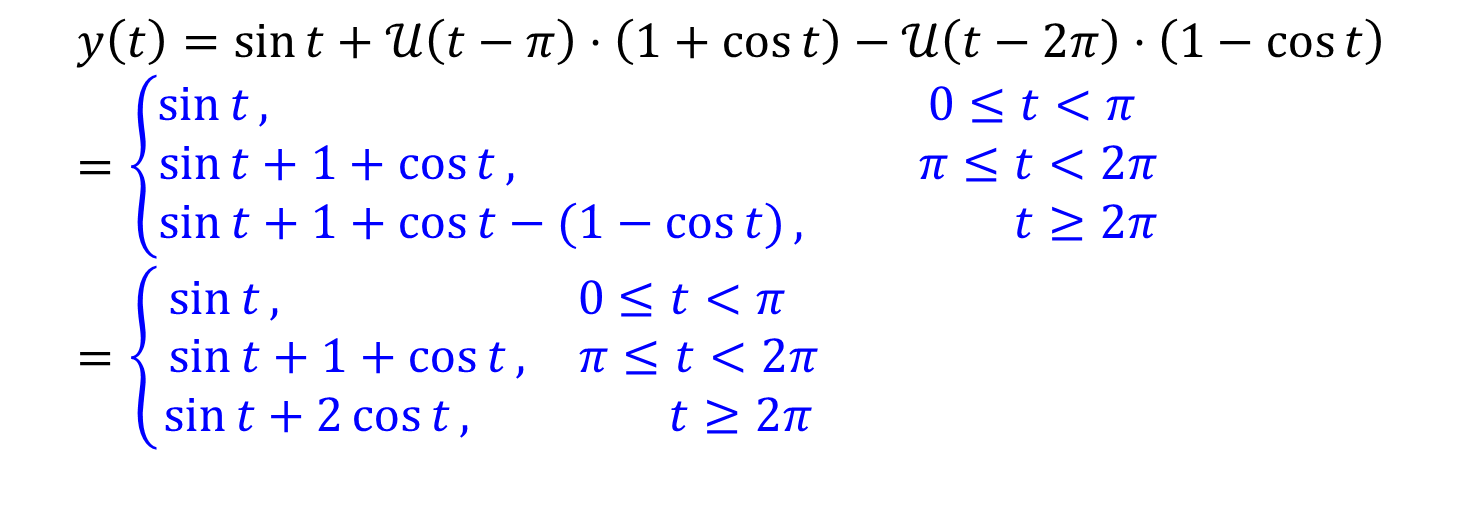 y(t) = sin t + 𝒰(t − π) · (1 + cos t) − 𝒰(t − 2π) · (1 − cos t)
= { sin t , 0 ≤ t < π
sin t + 1 + cos t , π ≤ t < 2π
sin t + 1 + cos t − (1 − cos t) , t ≥ 2π
= { sin t , 0 ≤ t < π
sin t + 1 + cos t , π ≤ t < 2π
sin t + 2 cos t , t ≥ 2π